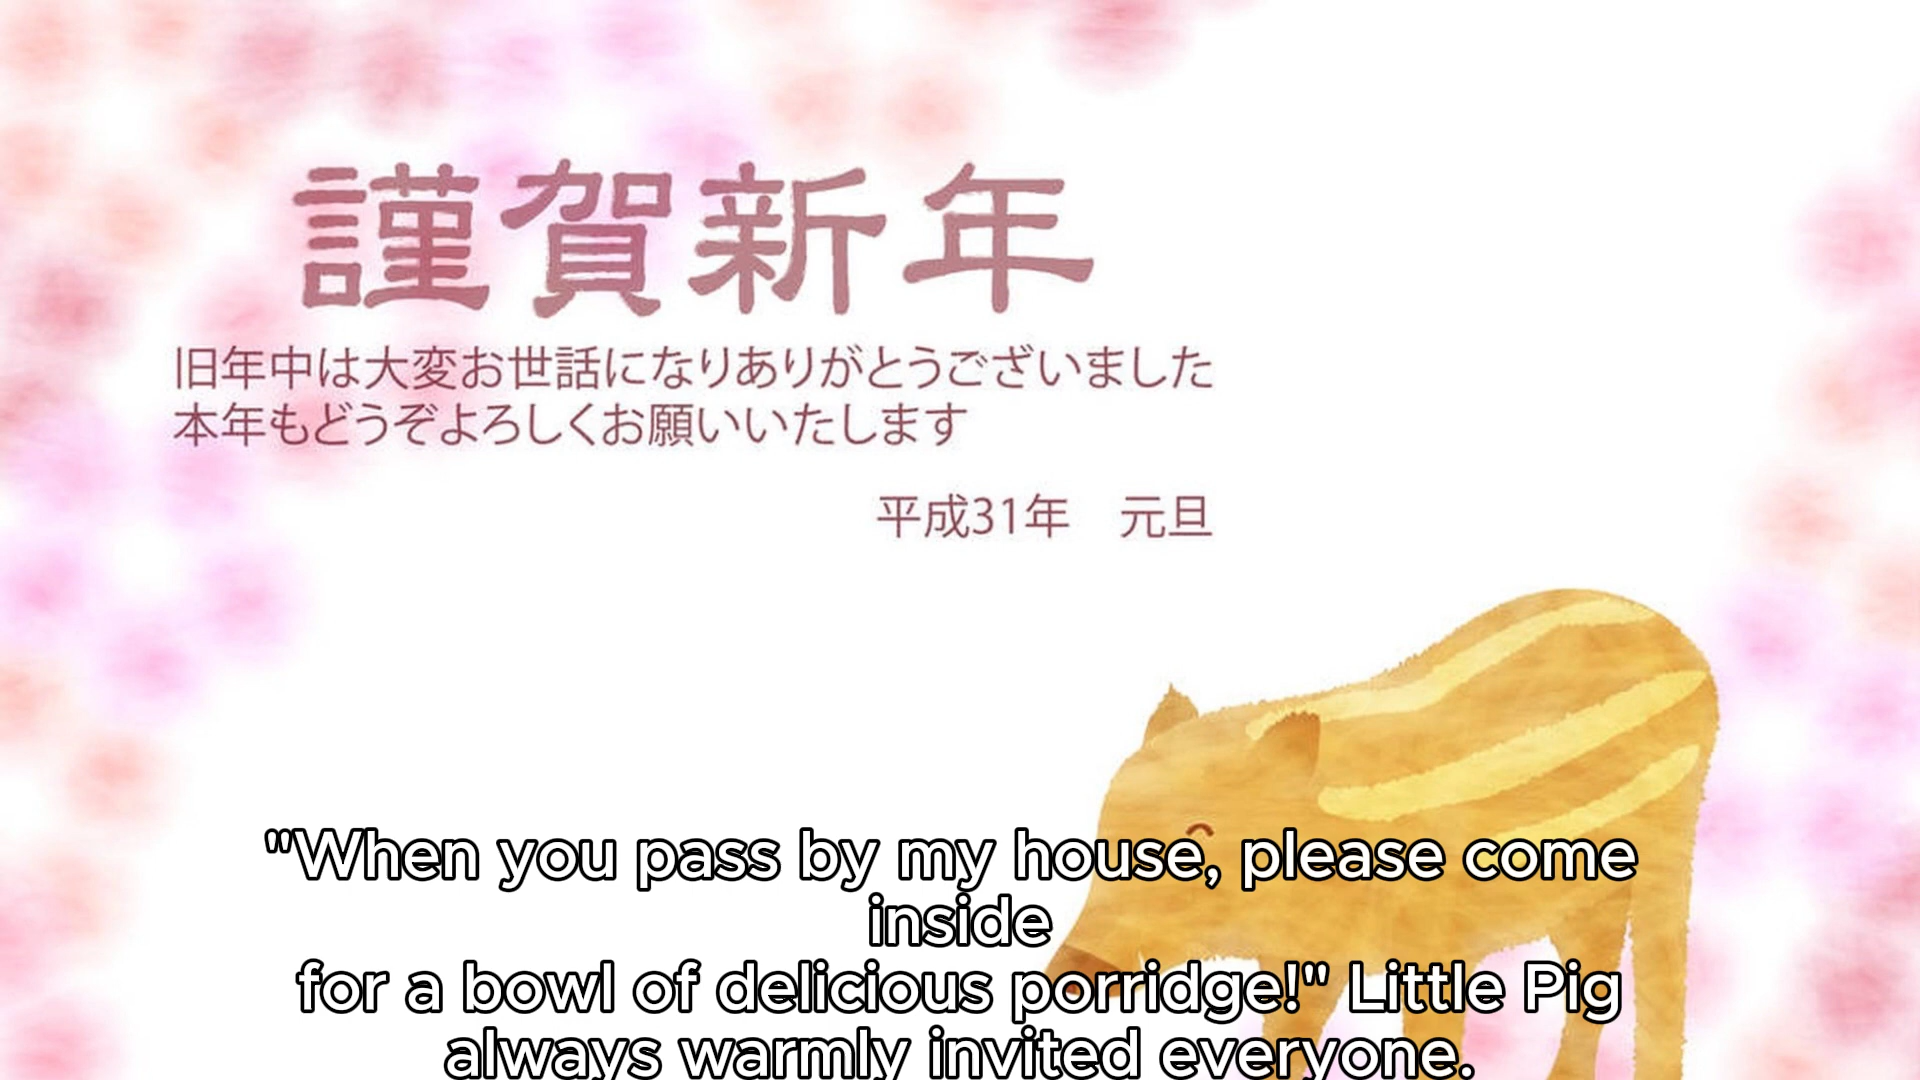 謹賀新年
旧年中は大変お世話になりありがとうございました
本年もどうぞよろしくお願いいたします
平成31年　元旦
"When you pass by my house, please come
inside
for a bowl of delicious porridge!" Little Pig
always warmly invited everyone.